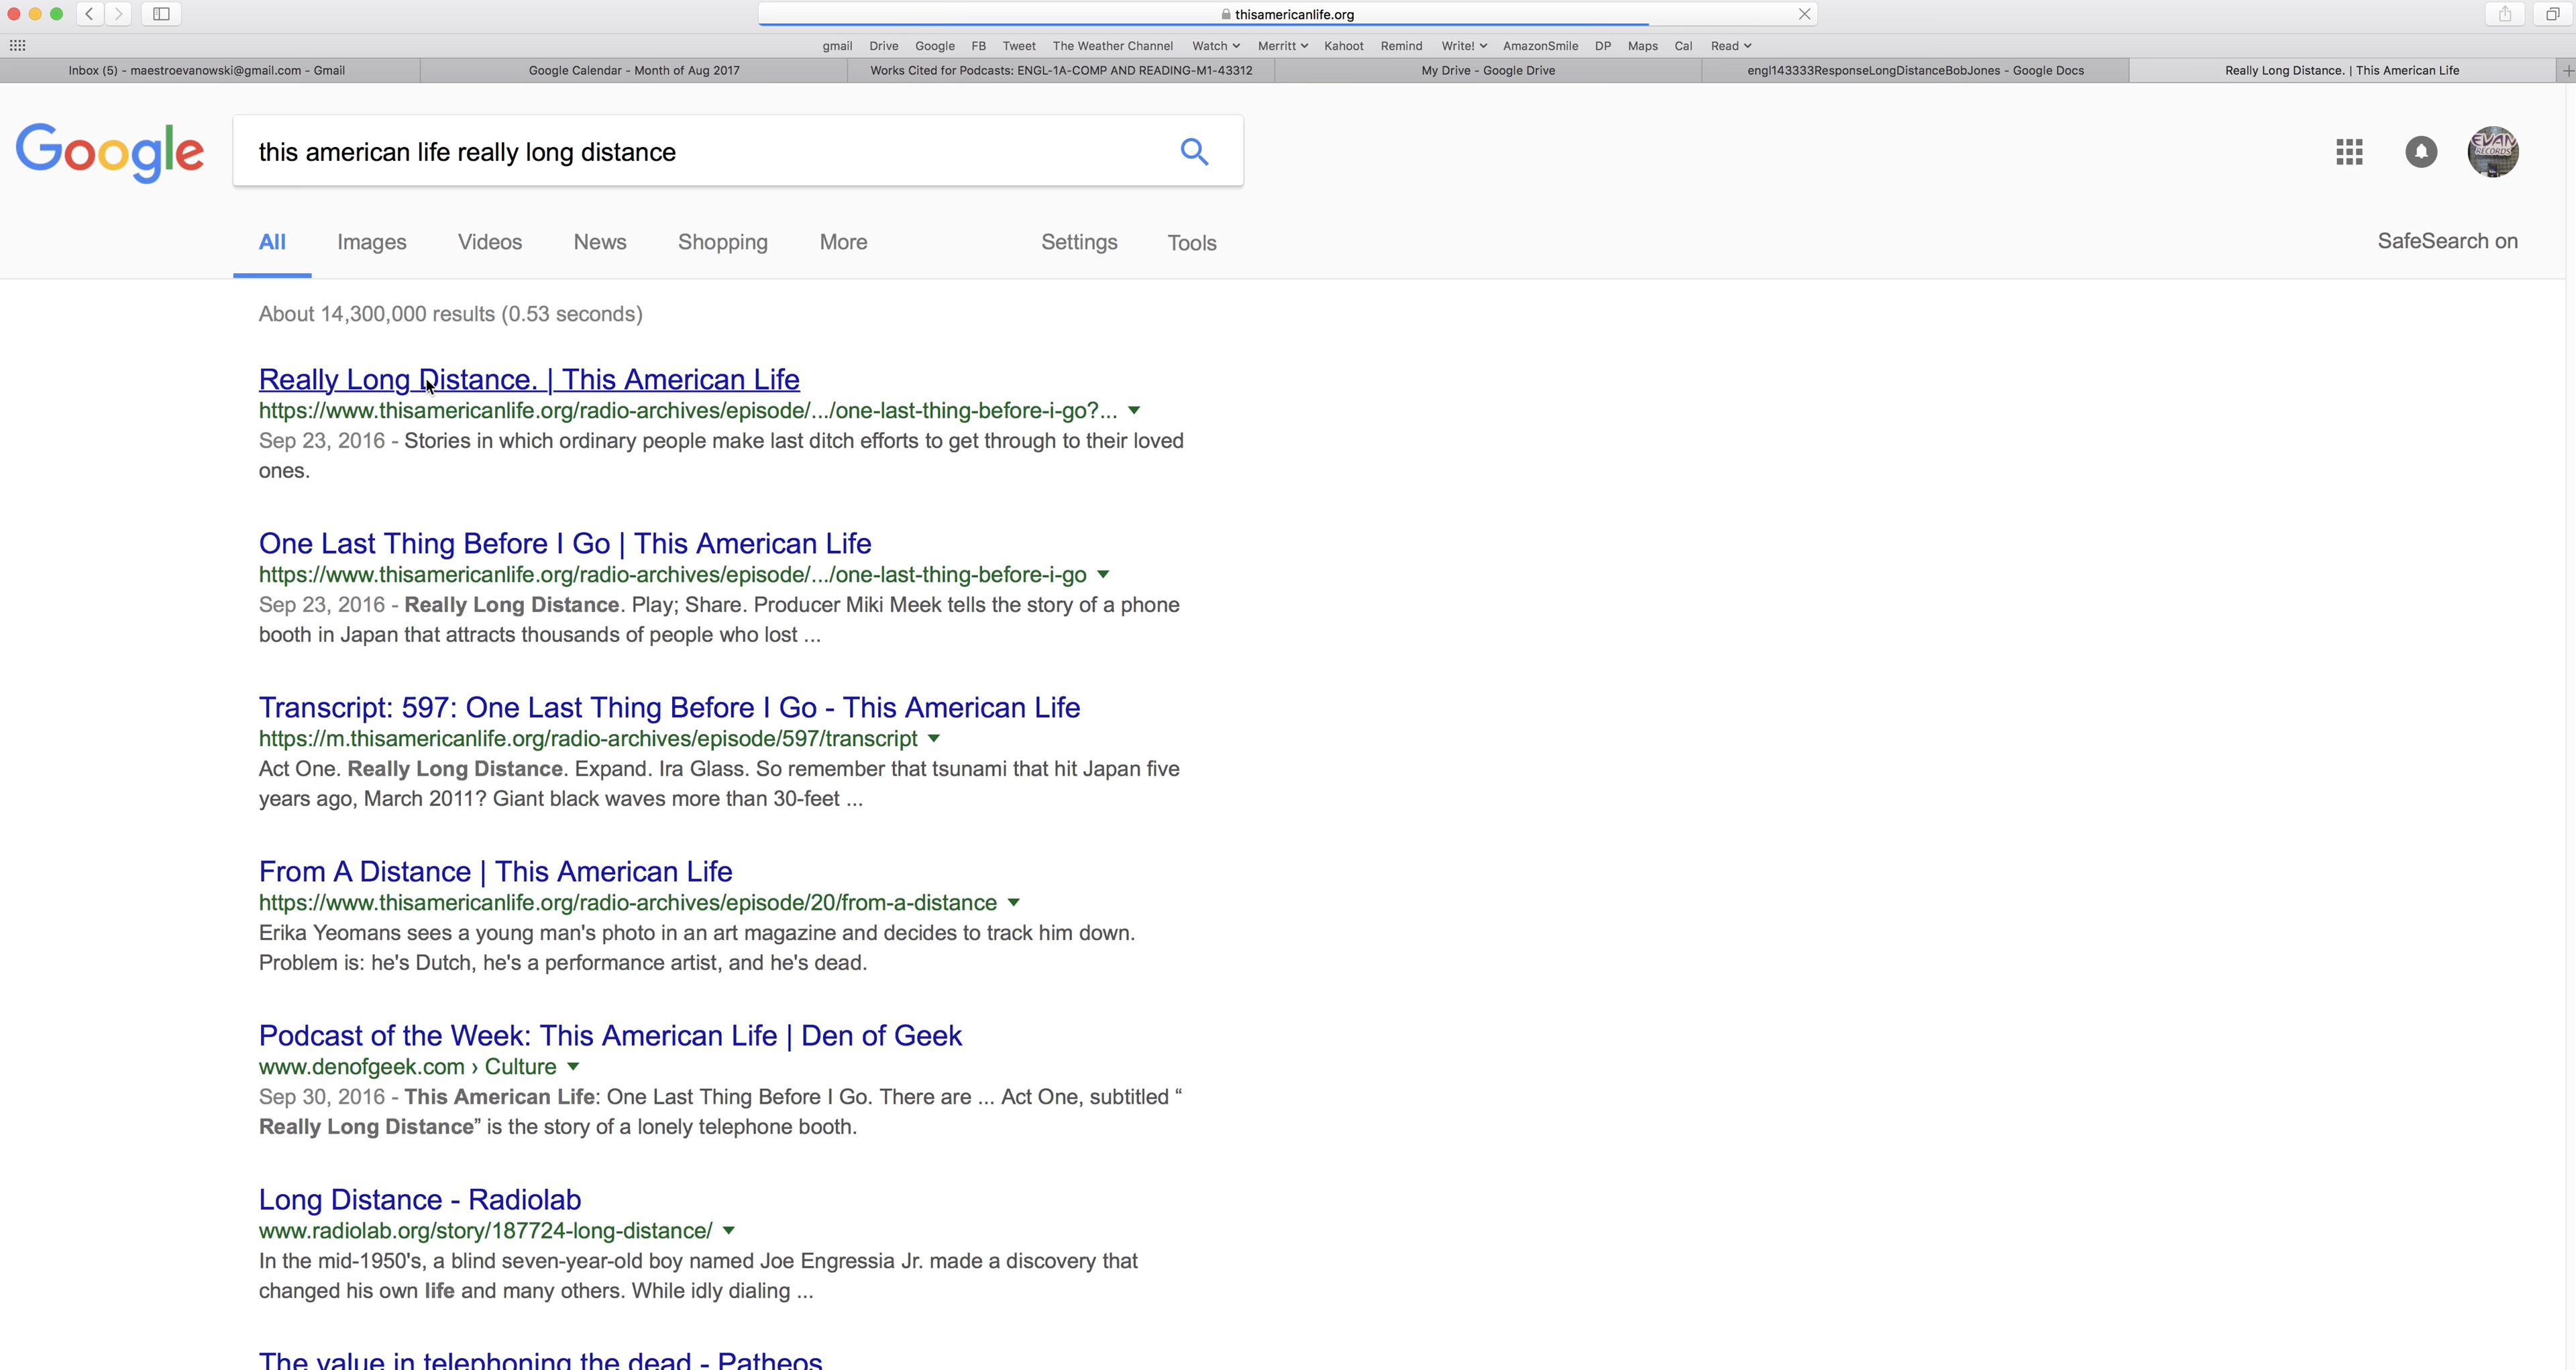 thisamericanlife.org
gmail Drive Google FB Tweet The Weather Channel Watch Merritt Kahoot Remind Write! AmazonSmile DP Maps Cal Read
Inbox (5) - maestroevanowski@gmail.com - Gmail Google Calendar - Month of Aug 2017 Works Cited for Podcasts: ENGL-1A-COMP AND READING-M1-43312 My Drive - Google Drive engl143333ResponseLongDistanceBobJones - Google Docs Really Long Distance. | This American Life
Google this american life really long distance EVAN RECORDS
All Images Videos News Shopping More Settings Tools SafeSearch on
About 14,300,000 results (0.53 seconds)
Really Long Distance. | This American Life
https://www.thisamericanlife.org/radio-archives/episode/.../one-last-thing-before-i-go?...
Sep 23, 2016 - Stories in which ordinary people make last ditch efforts to get through to their loved
ones.
One Last Thing Before I Go | This American Life
https://www.thisamericanlife.org/radio-archives/episode/.../one-last-thing-before-i-go
Sep 23, 2016 - Really Long Distance. Play; Share. Producer Miki Meek tells the story of a phone
booth in Japan that attracts thousands of people who lost ...
Transcript: 597: One Last Thing Before I Go - This American Life
https://m.thisamericanlife.org/radio-archives/episode/597/transcript
Act One. Really Long Distance. Expand. Ira Glass. So remember that tsunami that hit Japan five
years ago, March 2011? Giant black waves more than 30-feet ...
From A Distance | This American Life
https://www.thisamericanlife.org/radio-archives/episode/20/from-a-distance
Erika Yeomans sees a young man's photo in an art magazine and decides to track him down.
Problem is: he's Dutch, he's a performance artist, and he's dead.
Podcast of the Week: This American Life | Den of Geek
www.denofgeek.com › Culture
Sep 30, 2016 - This American Life: One Last Thing Before I Go. There are ... Act One, subtitled “
Really Long Distance” is the story of a lonely telephone booth.
Long Distance - Radiolab
www.radiolab.org/story/187724-long-distance/
In the mid-1950's, a blind seven-year-old boy named Joe Engressia Jr. made a discovery that
changed his own life and many others. While idly dialing ...
The value in telephoning the dead - Patheos